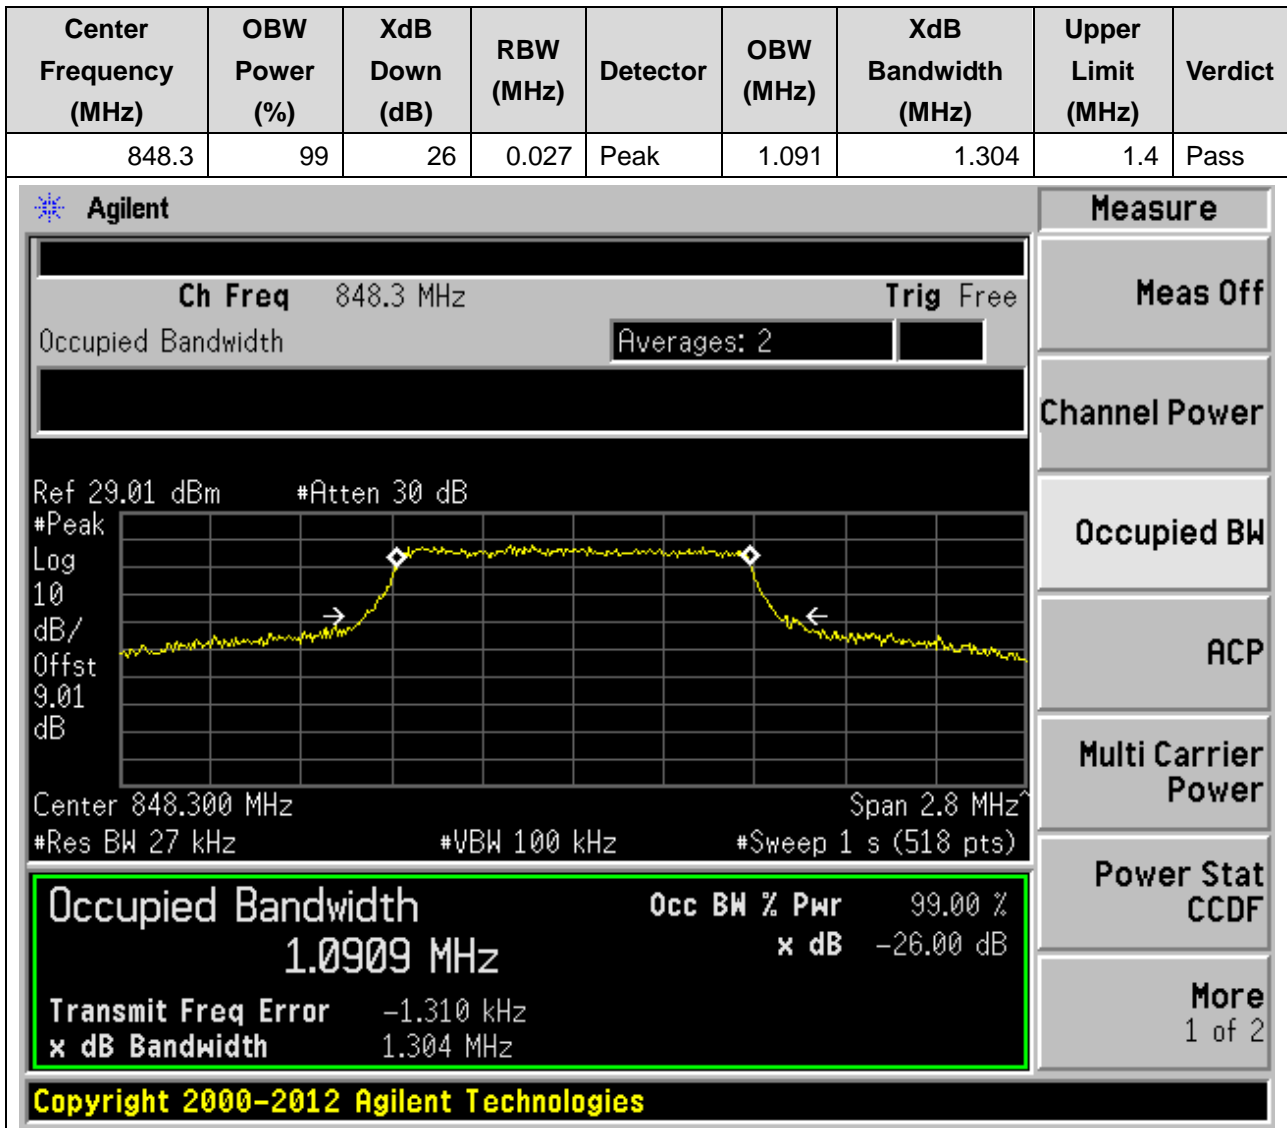 Center Frequency (MHz) OBW Power (%) XdB Down (dB) RBW (MHz) Detector OBW (MHz) XdB Bandwidth (MHz) Upper Limit (MHz) Verdict
848.3 99 26 0.027 Peak 1.091 1.304 1.4 Pass
Agilent
Measure
Ch Freq 848.3 MHz Trig Free
Occupied Bandwidth Averages: 2
Ref 29.01 dBm #Atten 30 dB
#Peak
Log
10
dB/
Offst
9.01
dB
Center 848.300 MHz Span 2.8 MHz^
#Res BW 27 kHz #VBW 100 kHz #Sweep 1 s (518 pts)
Occupied Bandwidth Occ BW % Pwr 99.00 %
1.0909 MHz x dB -26.00 dB
Transmit Freq Error -1.310 kHz
x dB Bandwidth 1.304 MHz
Meas Off
Channel Power
Occupied BW
ACP
Multi Carrier
Power
Power Stat
CCDF
More
1 of 2
Copyright 2000-2012 Agilent Technologies